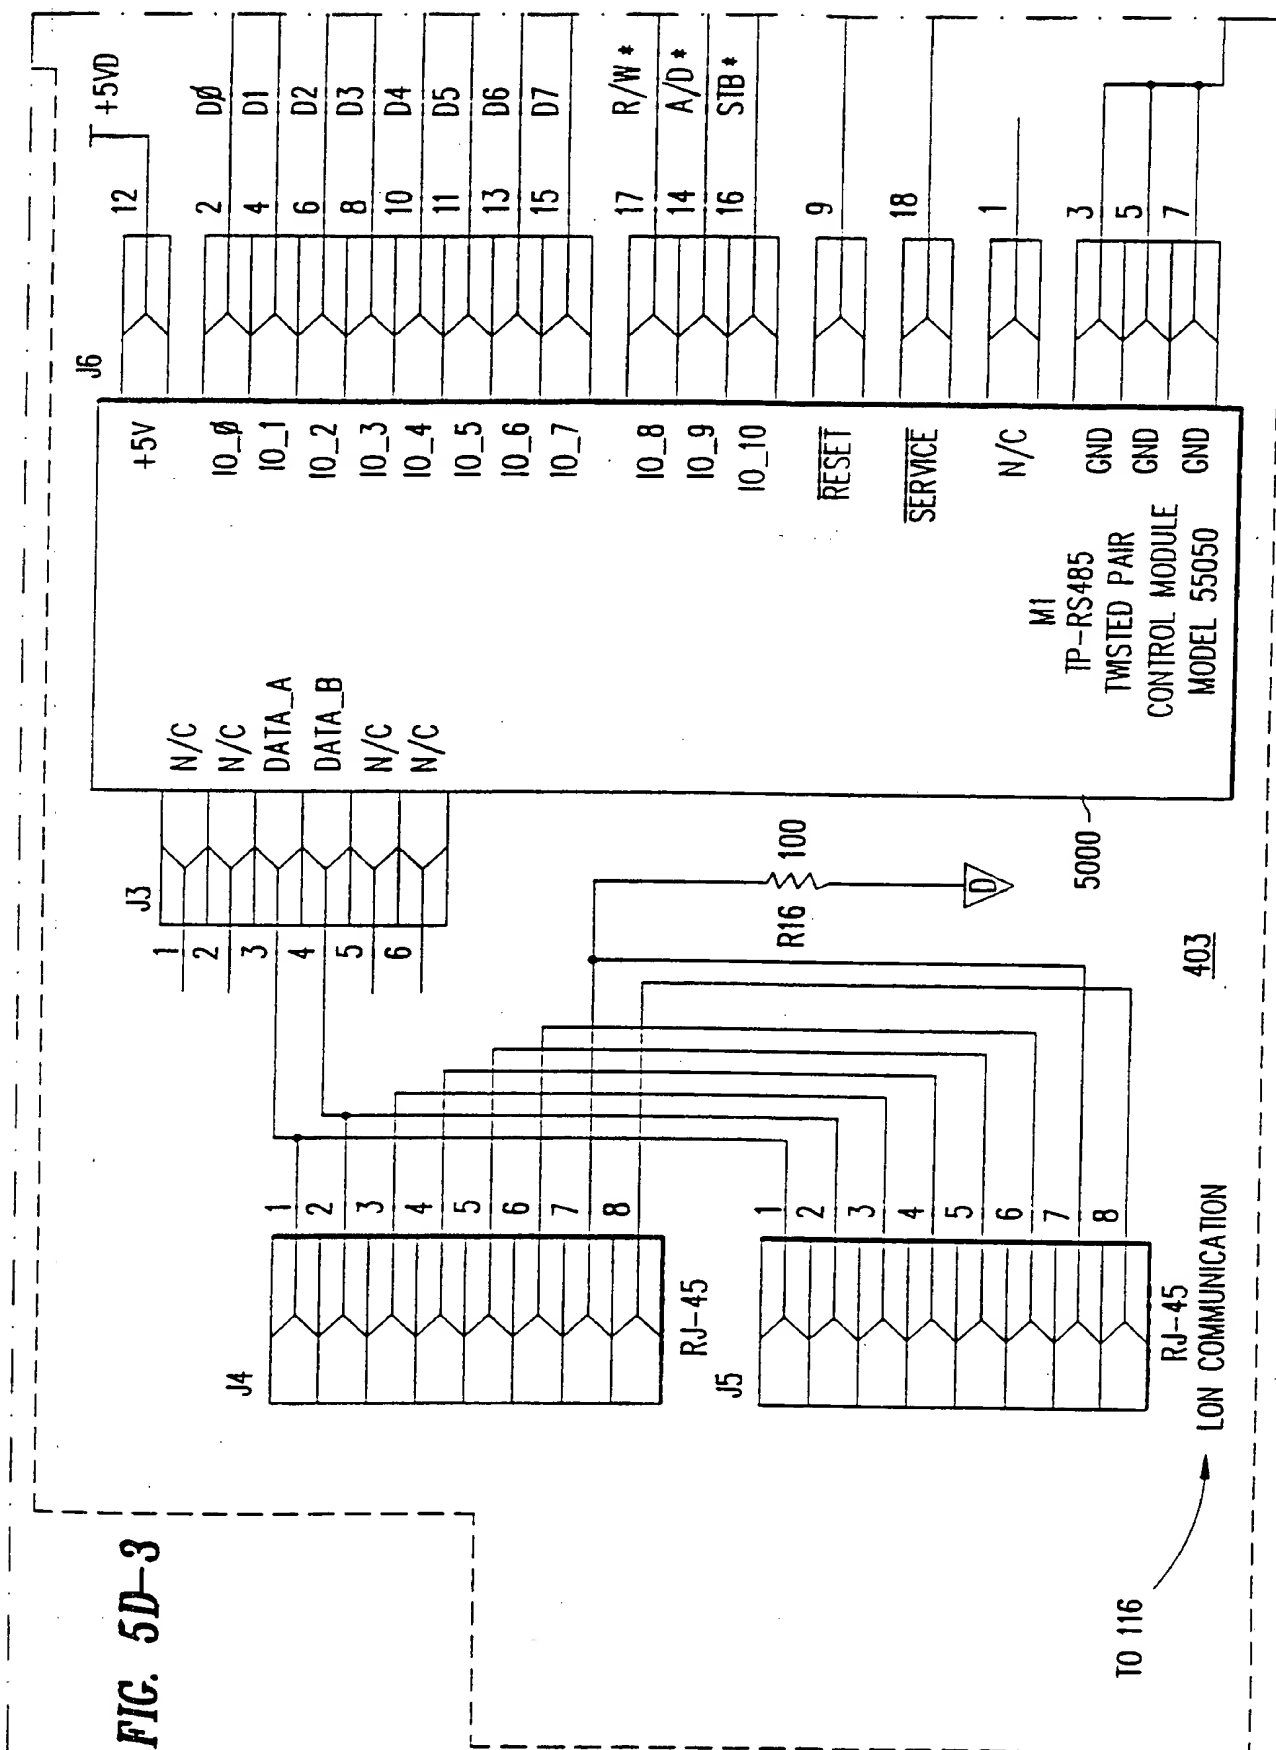 FIG. 5D-3
J6
+5V 12 +5VD
IO_Ø 2 DØ
IO_1 4 D1
IO_2 6 D2
IO_3 8 D3
IO_4 10 D4
IO_5 11 D5
IO_6 13 D6
IO_7 15 D7
IO_8 17 R/W*
IO_9 14 A/D*
IO_10 16 STB*
RESET 9
SERVICE 18
N/C 1
GND 3
GND 5
GND 7
M1
TP-RS485
TWISTED PAIR
CONTROL MODULE
MODEL 55050
J3
1 N/C
2 N/C
3 DATA_A
4 DATA_B
5 N/C
6 N/C
5000
R16 100
D
403
J4
1
2
3
4
5
6
7
8
RJ-45
J5
1
2
3
4
5
6
7
8
RJ-45
LON COMMUNICATION
TO 116